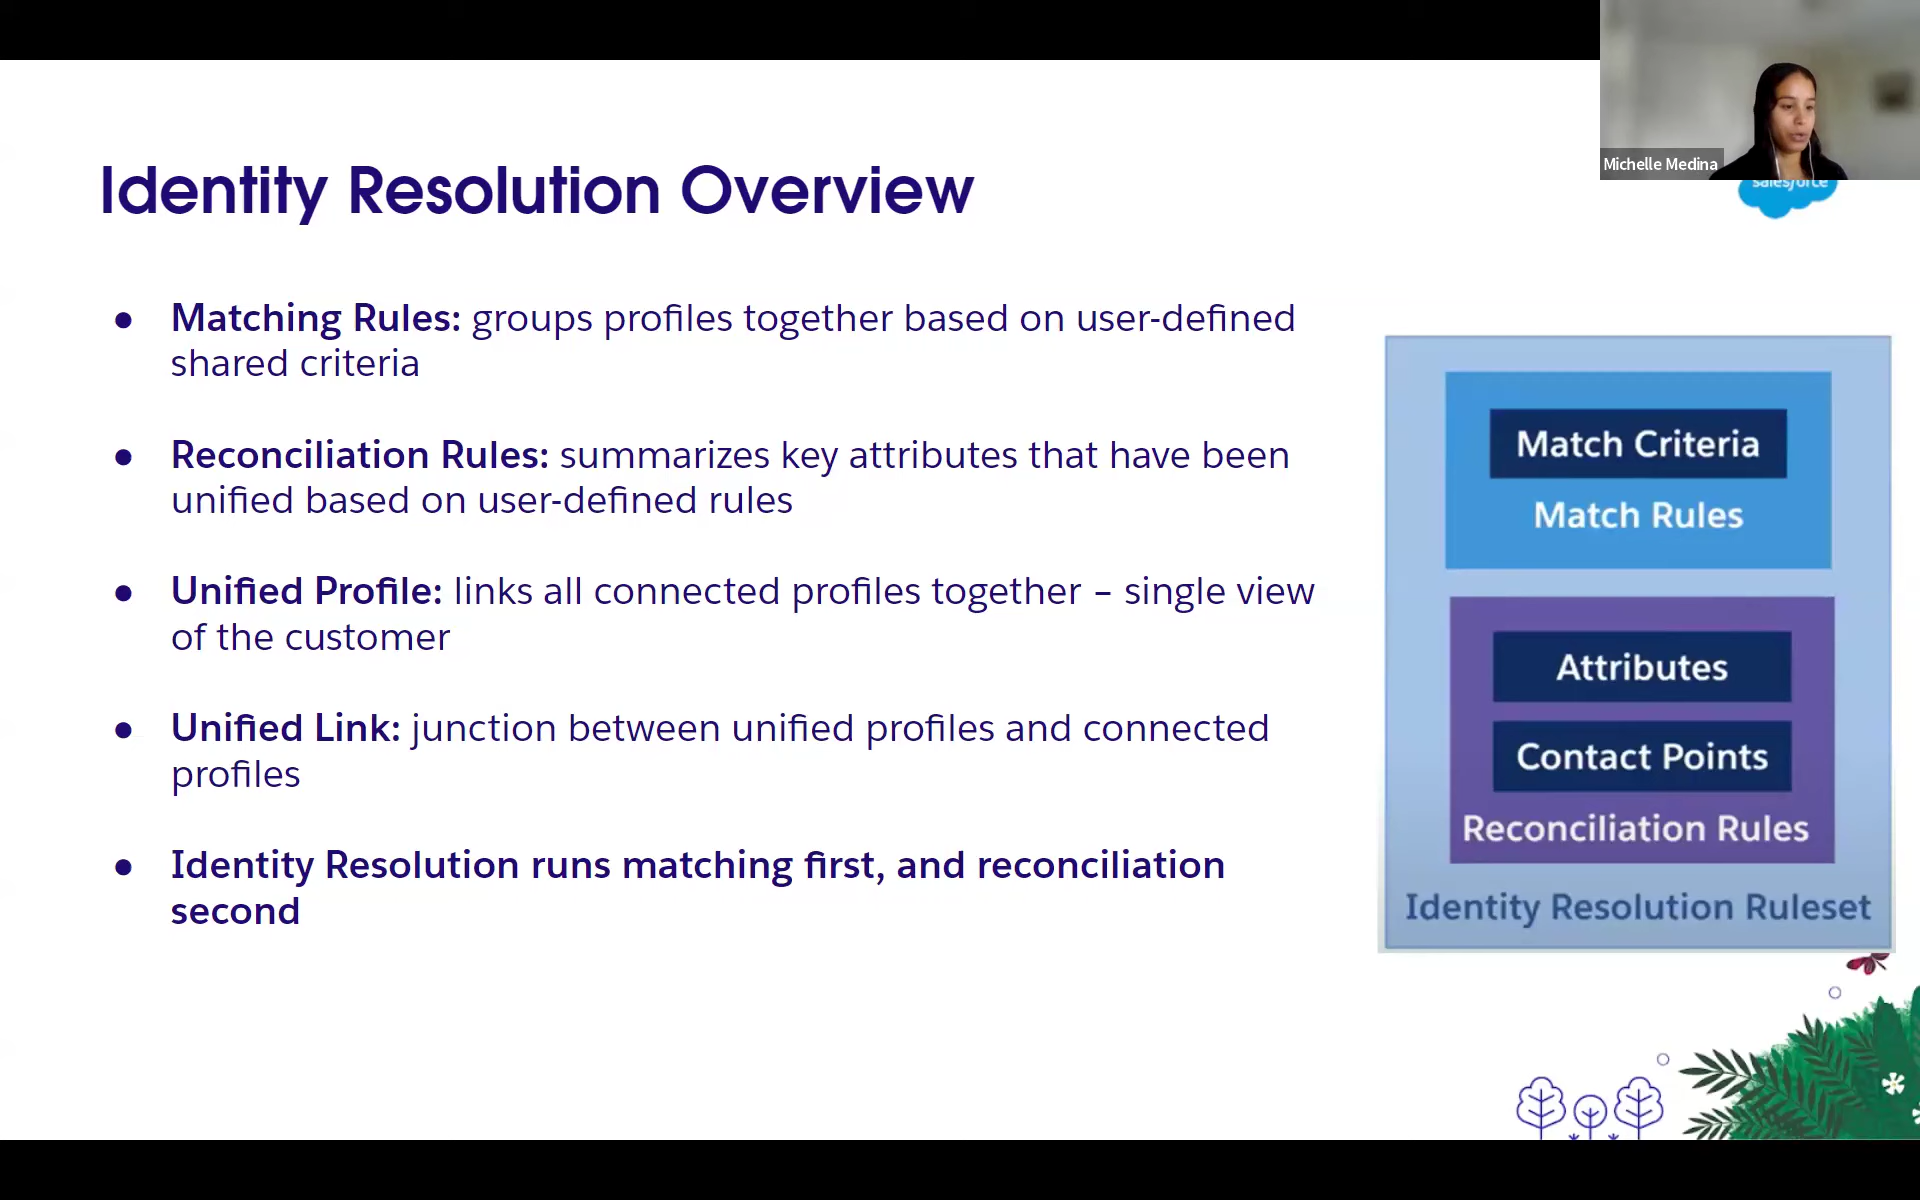 Michelle Medina
salesforce
Identity Resolution Overview
● Matching Rules: groups profiles together based on user-defined
shared criteria
● Reconciliation Rules: summarizes key attributes that have been
unified based on user-defined rules
● Unified Profile: links all connected profiles together – single view
of the customer
● Unified Link: junction between unified profiles and connected
profiles
● Identity Resolution runs matching first, and reconciliation
second
Match Criteria
Match Rules
Attributes
Contact Points
Reconciliation Rules
Identity Resolution Ruleset